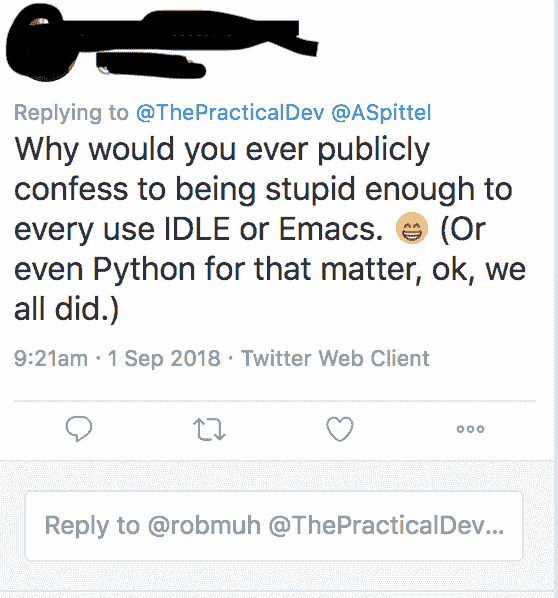 Replying to @ThePracticalDev @ASpittel
Why would you ever publicly
confess to being stupid enough to
every use IDLE or Emacs. 😁 (Or
even Python for that matter, ok, we
all did.)
9:21am · 1 Sep 2018 · Twitter Web Client
Reply to @robmuh @ThePracticalDev...